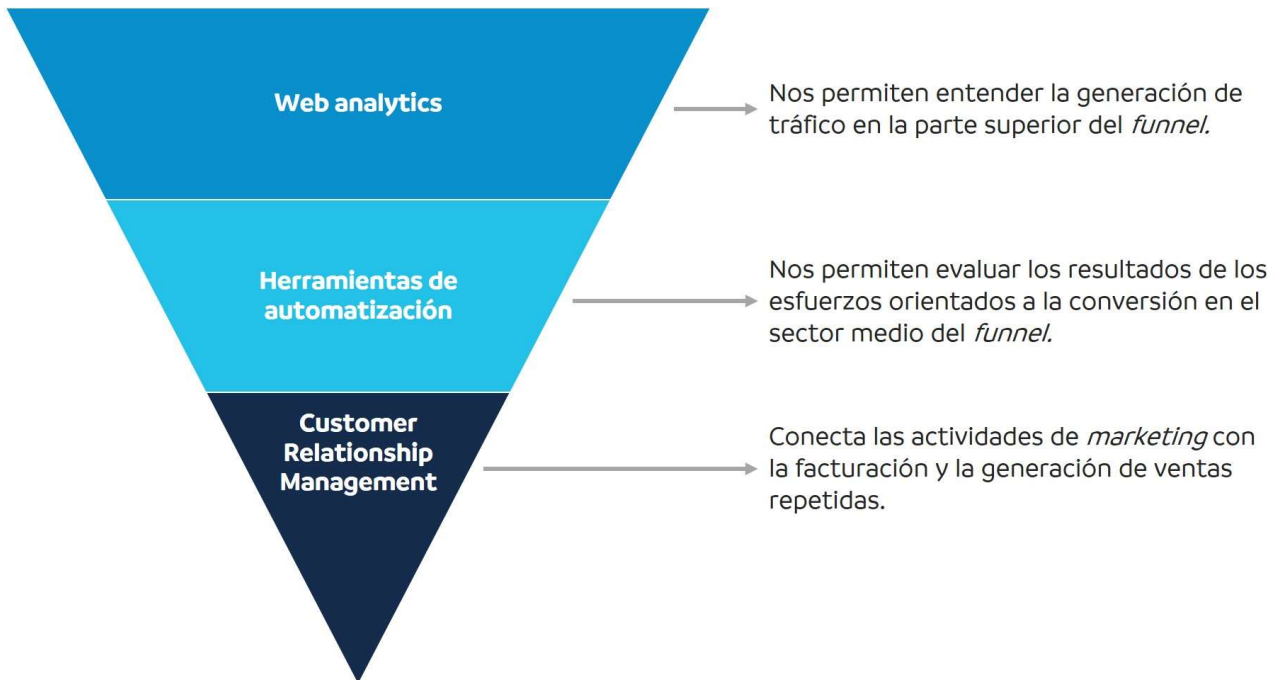 Web analytics
Nos permiten entender la generación de
tráfico en la parte superior del funnel.
Herramientas de
automatización
Nos permiten evaluar los resultados de los
esfuerzos orientados a la conversión en el
sector medio del funnel.
Customer
Relationship
Management
Conecta las actividades de marketing con
la facturación y la generación de ventas
repetidas.